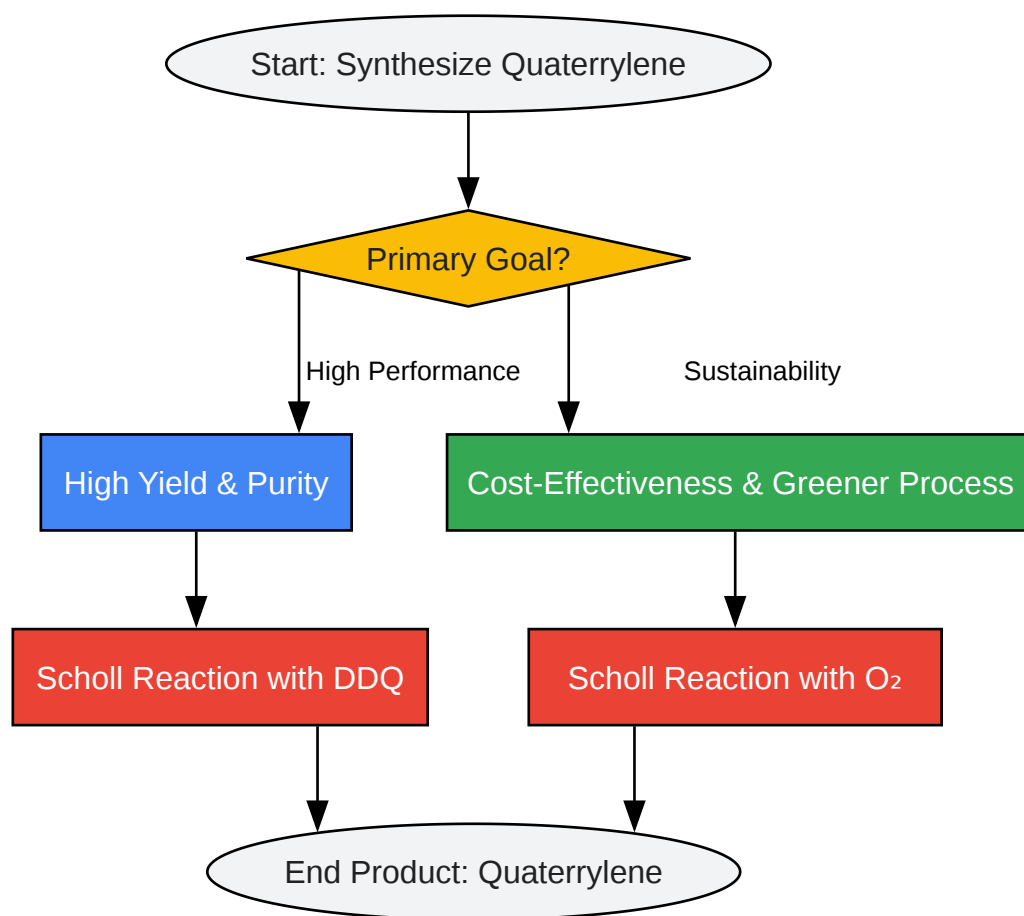 Start: Synthesize Quaterrylene
Primary Goal?
High Performance
Sustainability
High Yield & Purity
Cost-Effectiveness & Greener Process
Scholl Reaction with DDQ
Scholl Reaction with O₂
End Product: Quaterrylene